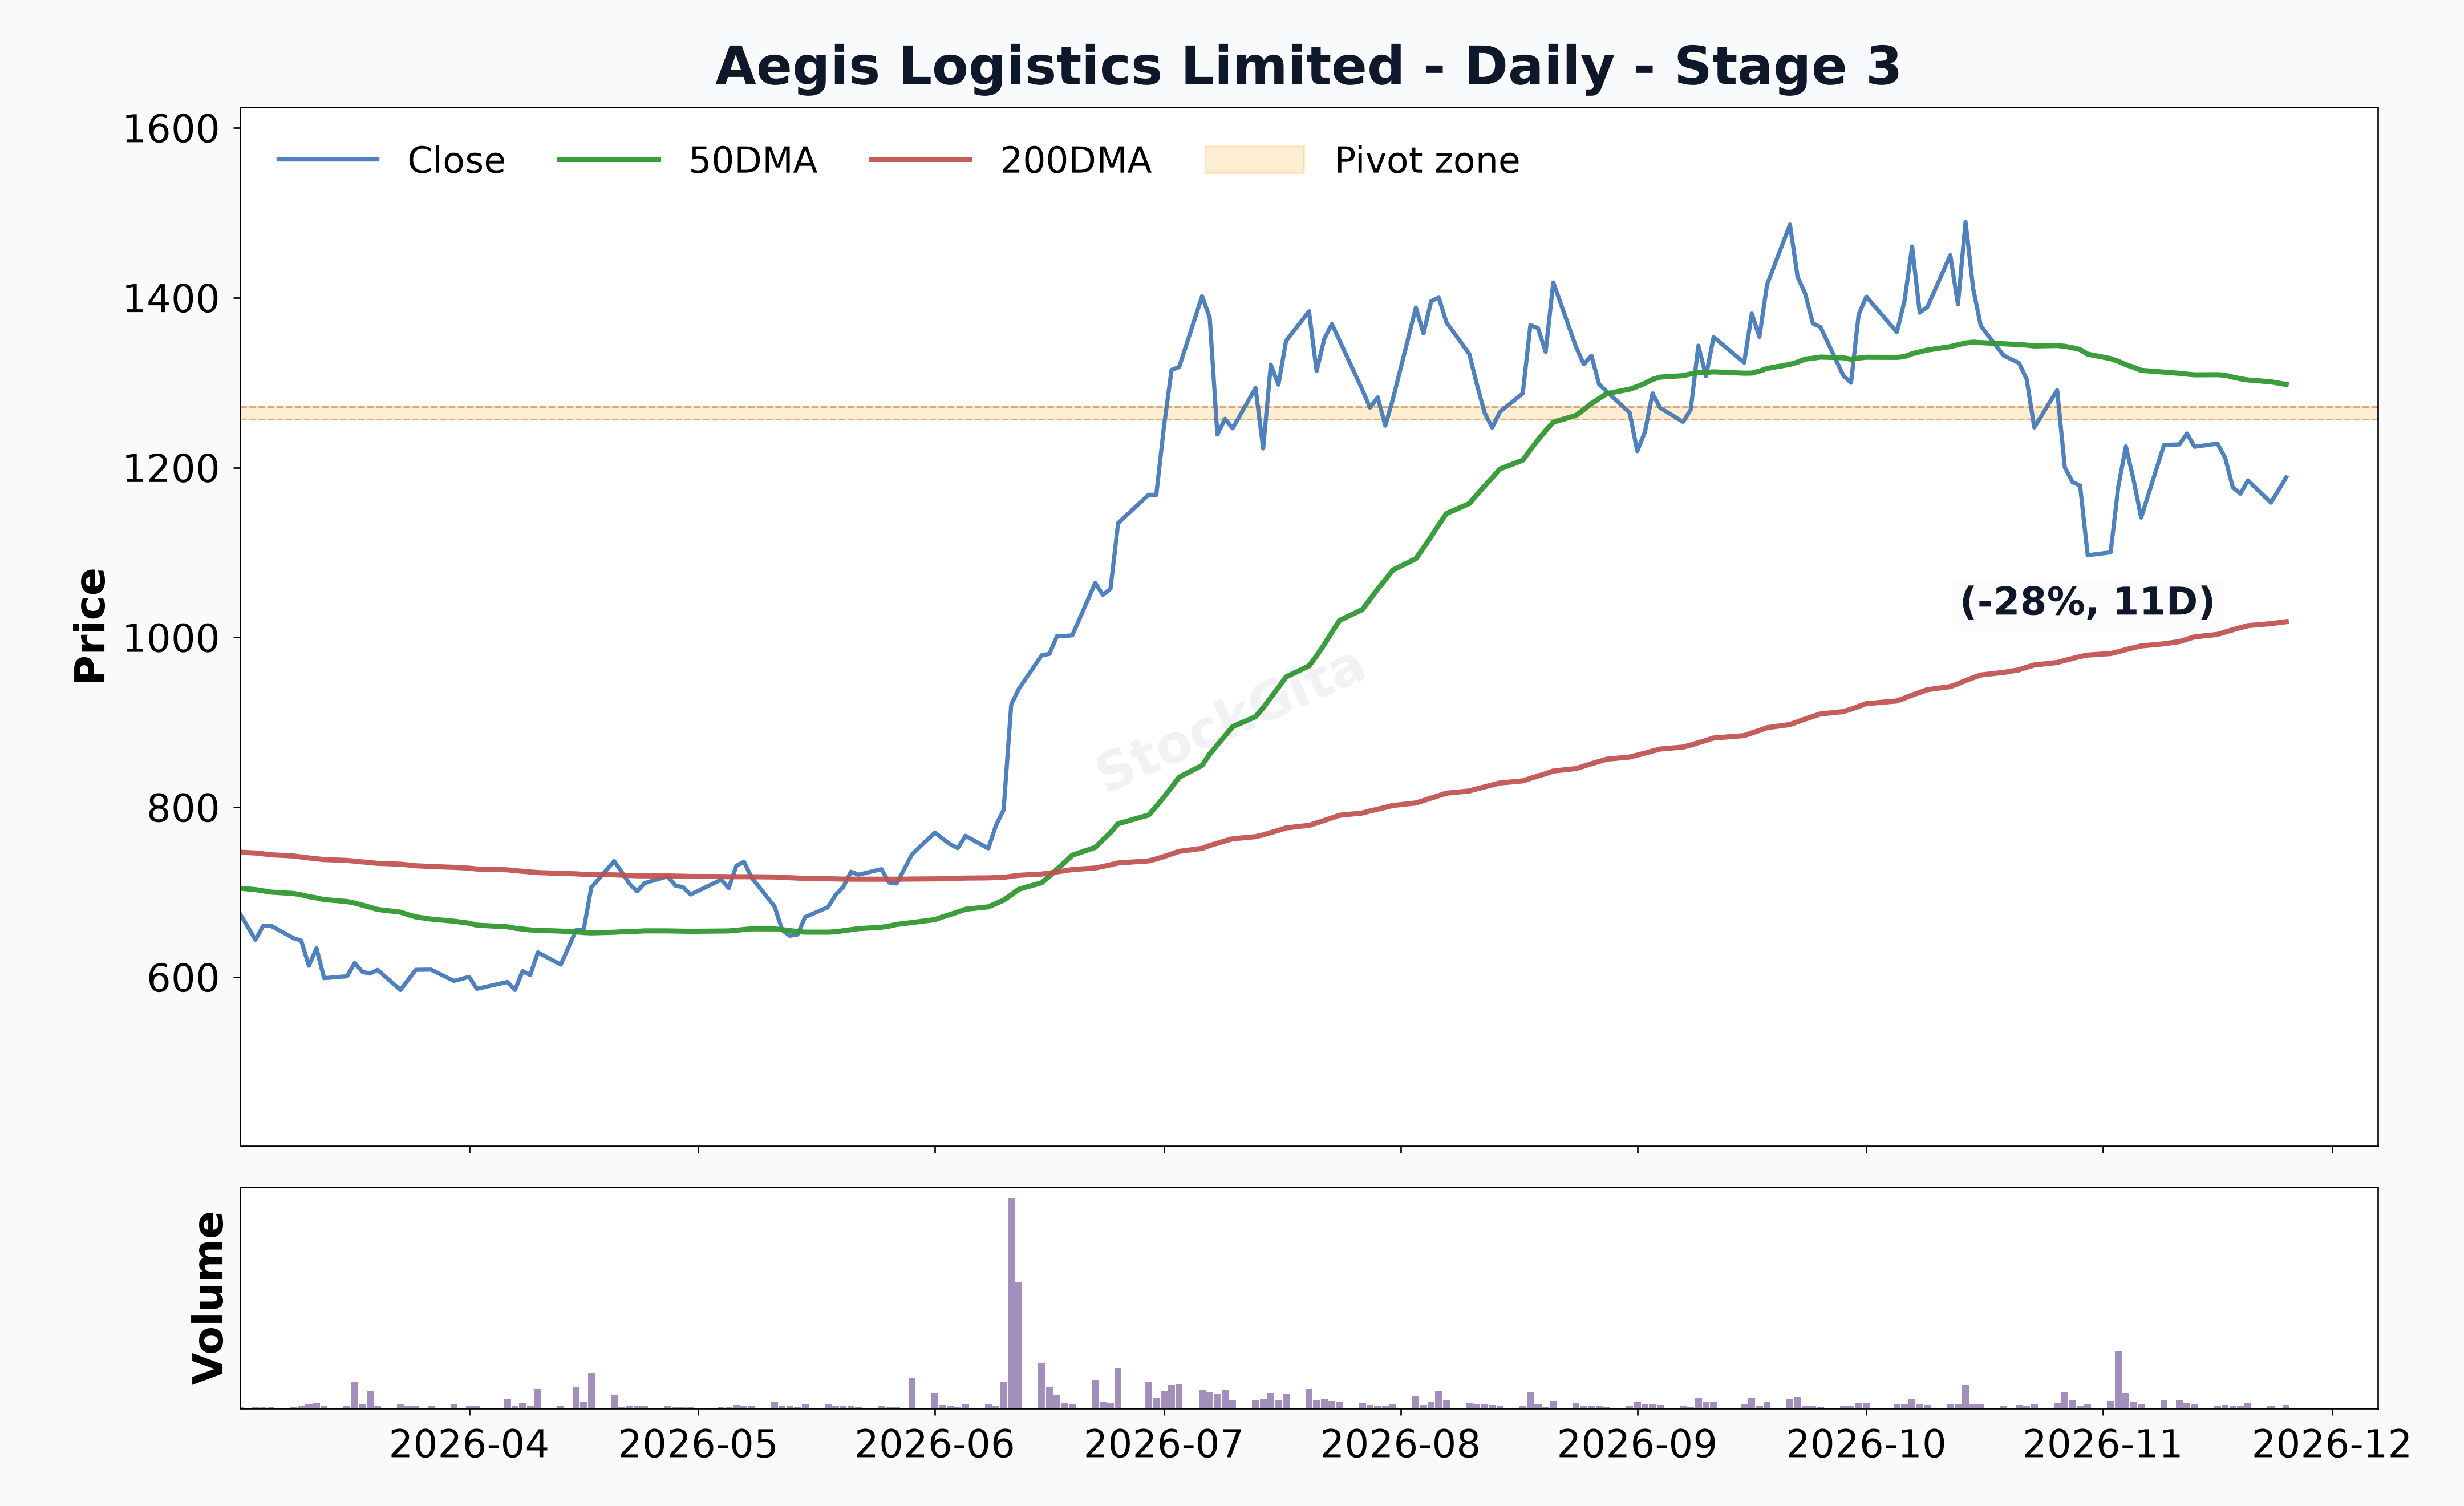 Aegis Logistics Limited - Daily - Stage 3
Close 50DMA 200DMA Pivot zone
1600
1400
1200
1000
800
600
Price
(-28%, 11D)
StockGita
Volume
2026-04 2026-05 2026-06 2026-07 2026-08 2026-09 2026-10 2026-11 2026-12